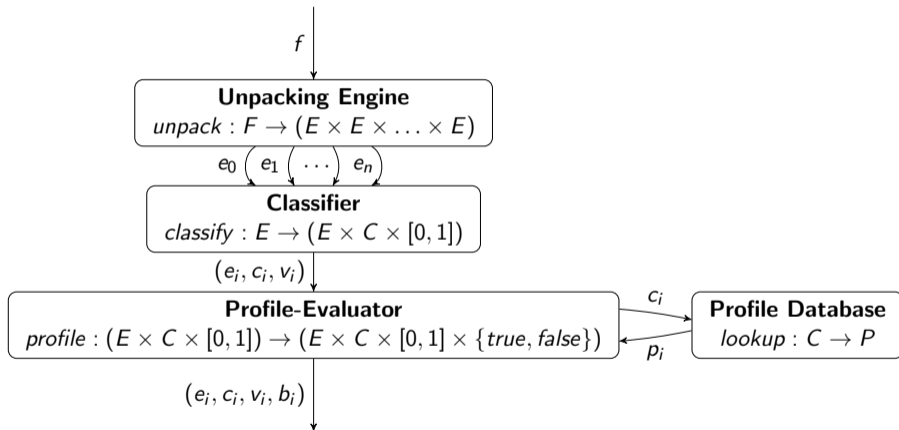 f
Unpacking Engine
unpack : F → (E × E × … × E)
e₀ e₁ ⋯ eₙ
Classifier
classify : E → (E × C × [0, 1])
(eᵢ, cᵢ, vᵢ)
Profile-Evaluator
profile : (E × C × [0, 1]) → (E × C × [0, 1] × {true, false})
cᵢ
pᵢ
Profile Database
lookup : C → P
(eᵢ, cᵢ, vᵢ, bᵢ)